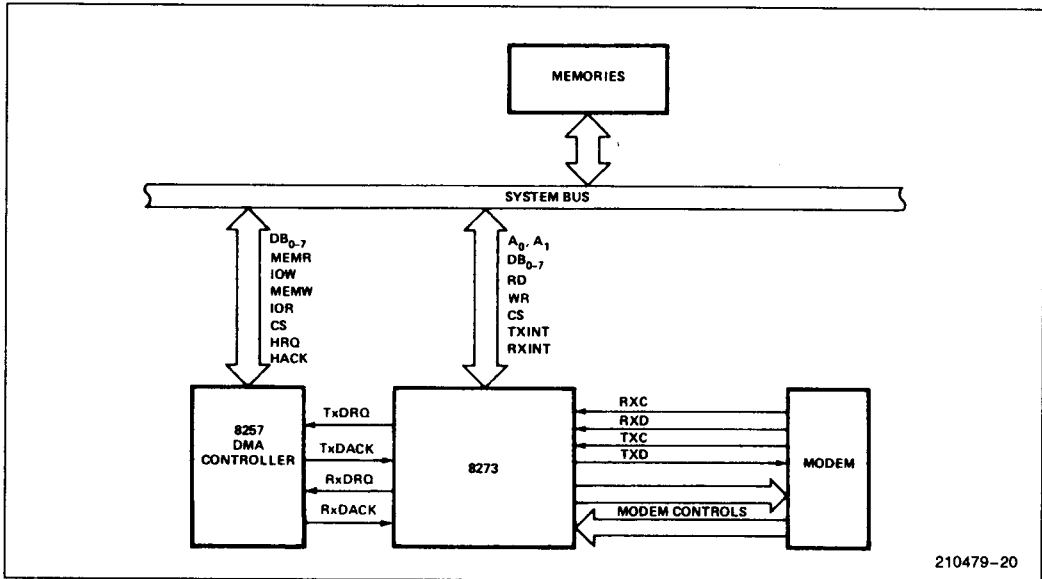 MEMORIES
SYSTEM BUS
DB0-7
MEMR
IOW
MEMW
IOR
CS
HRQ
HACK
A0, A1
DB0-7
RD
WR
CS
TXINT
RXINT
8257
DMA
CONTROLLER
TxDRQ
TxDACK
RxDRQ
RxDACK
8273
RXC
RXD
TXC
TXD
MODEM CONTROLS
MODEM
210479-20